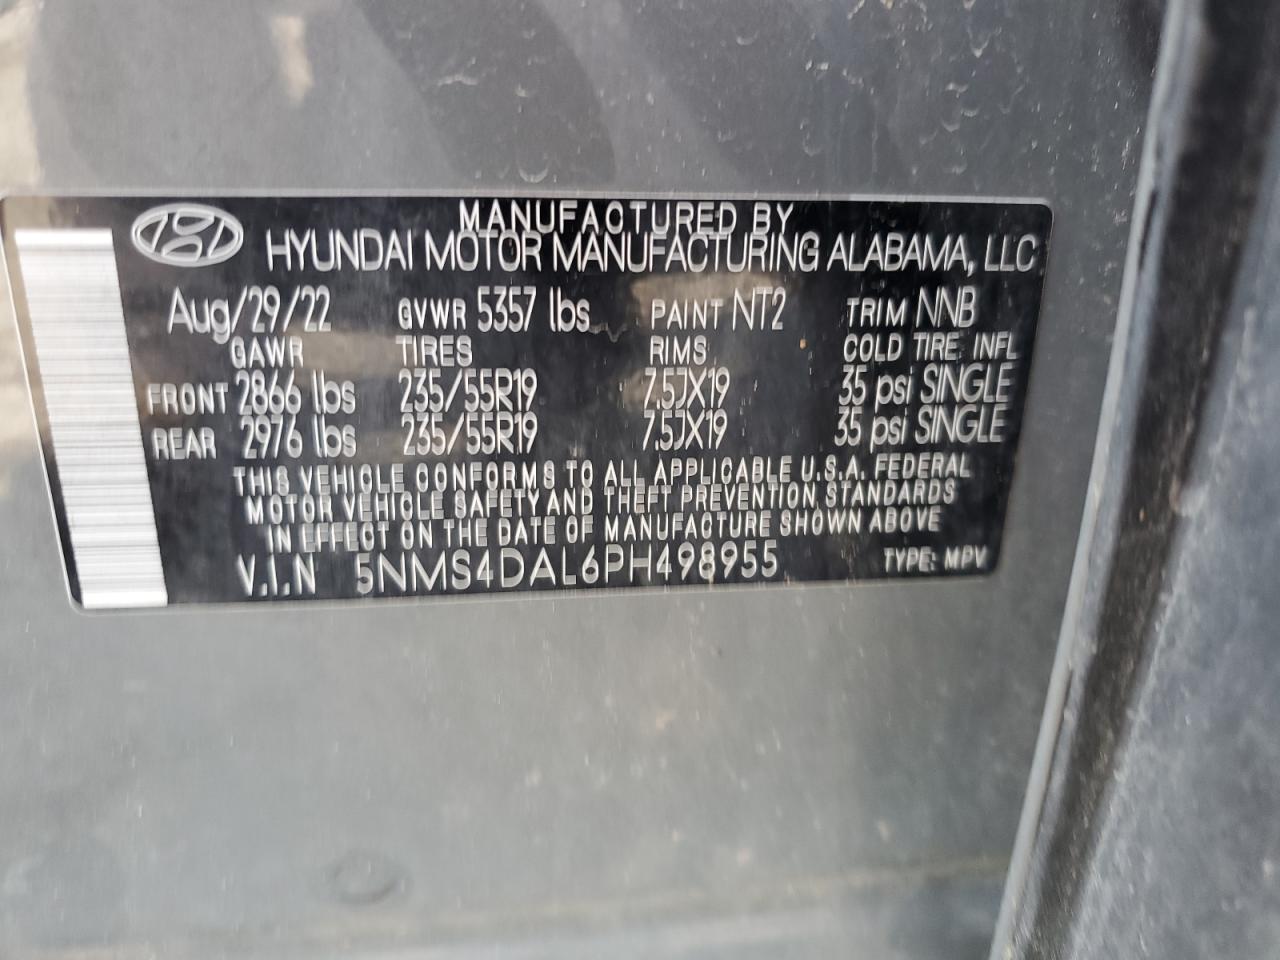 MANUFACTURED BY
HYUNDAI MOTOR MANUFACTURING ALABAMA, LLC
Aug/29/22 GVWR 5357 lbs PAINT NT2 TRIM NNB
GAWR TIRES RIMS COLD TIRE INFL
FRONT 2866 lbs 235/55R19 7.5JX19 35 psi SINGLE
REAR 2976 lbs 235/55R19 7.5JX19 35 psi SINGLE
THIS VEHICLE CONFORMS TO ALL APPLICABLE U.S.A. FEDERAL
MOTOR VEHICLE SAFETY AND THEFT PREVENTION STANDARDS
IN EFFECT ON THE DATE OF MANUFACTURE SHOWN ABOVE
V.I.N 5NMS4DAL6PH498955 TYPE: MPV